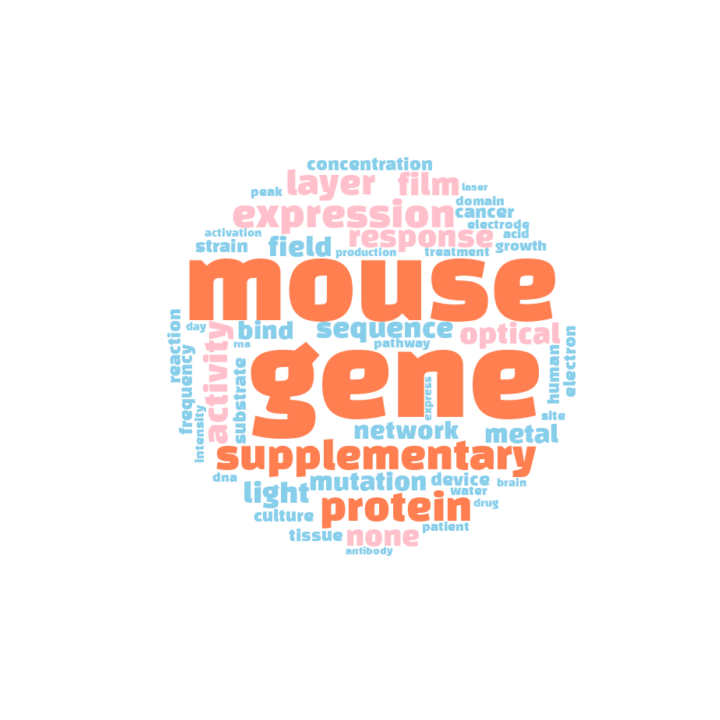 concentration
layer film laser
peak
domain
expression cancer
electrode
activation response acid
strain field growth
production treatment
mouse
day bind sequence optical
reaction
frequency
activity
rna pathway
human
electron
gene
substrate
express
intensity
site
network metal
supplementary
dna mutation device brain
light water
protein drug
culture patient
tissue none
antibody